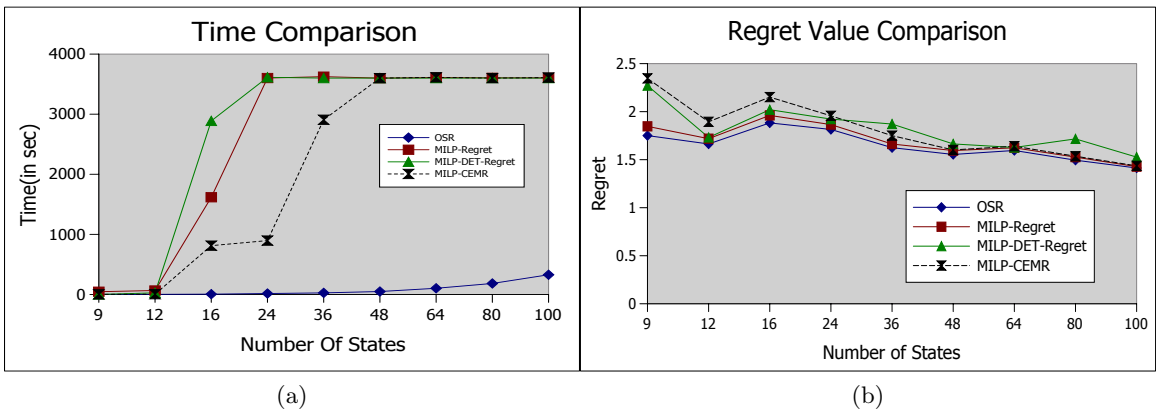 Time Comparison
4000
3000
2000
1000
0
Time(in sec)
OSR
MILP-Regret
MILP-DET-Regret
MILP-CEMR
9 12 16 24 36 48 64 80 100
Number Of States
(a)
Regret Value Comparison
2.5
2
1.5
1
0.5
0
Regret
OSR
MILP-Regret
MILP-DET-Regret
MILP-CEMR
9 12 16 24 36 48 64 80 100
Number of States
(b)